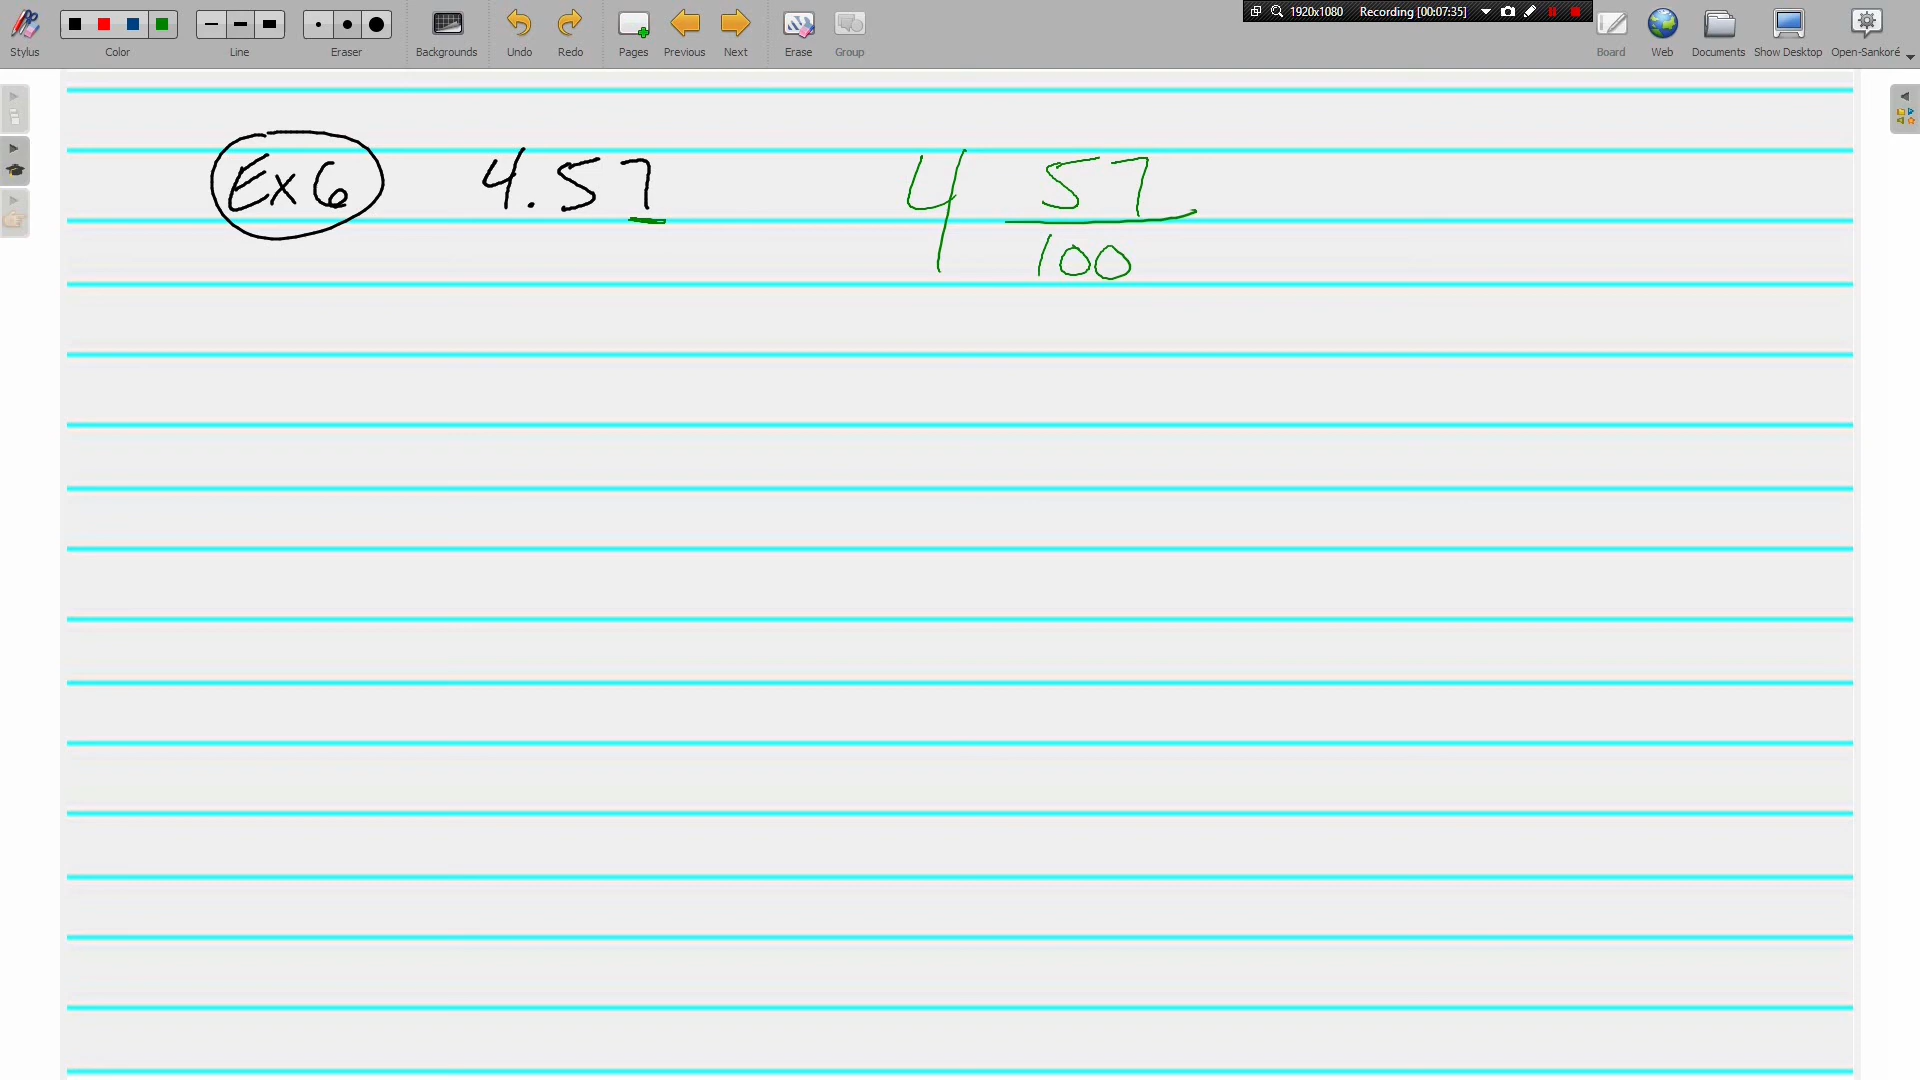 1920x1080 Recording [00:07:35]
Stylus Color Line Eraser Backgrounds Undo Redo Pages Previous Next Erase Group Board Web Documents Show Desktop Open-Sankoré
Ex 6 4.57 4 57/100